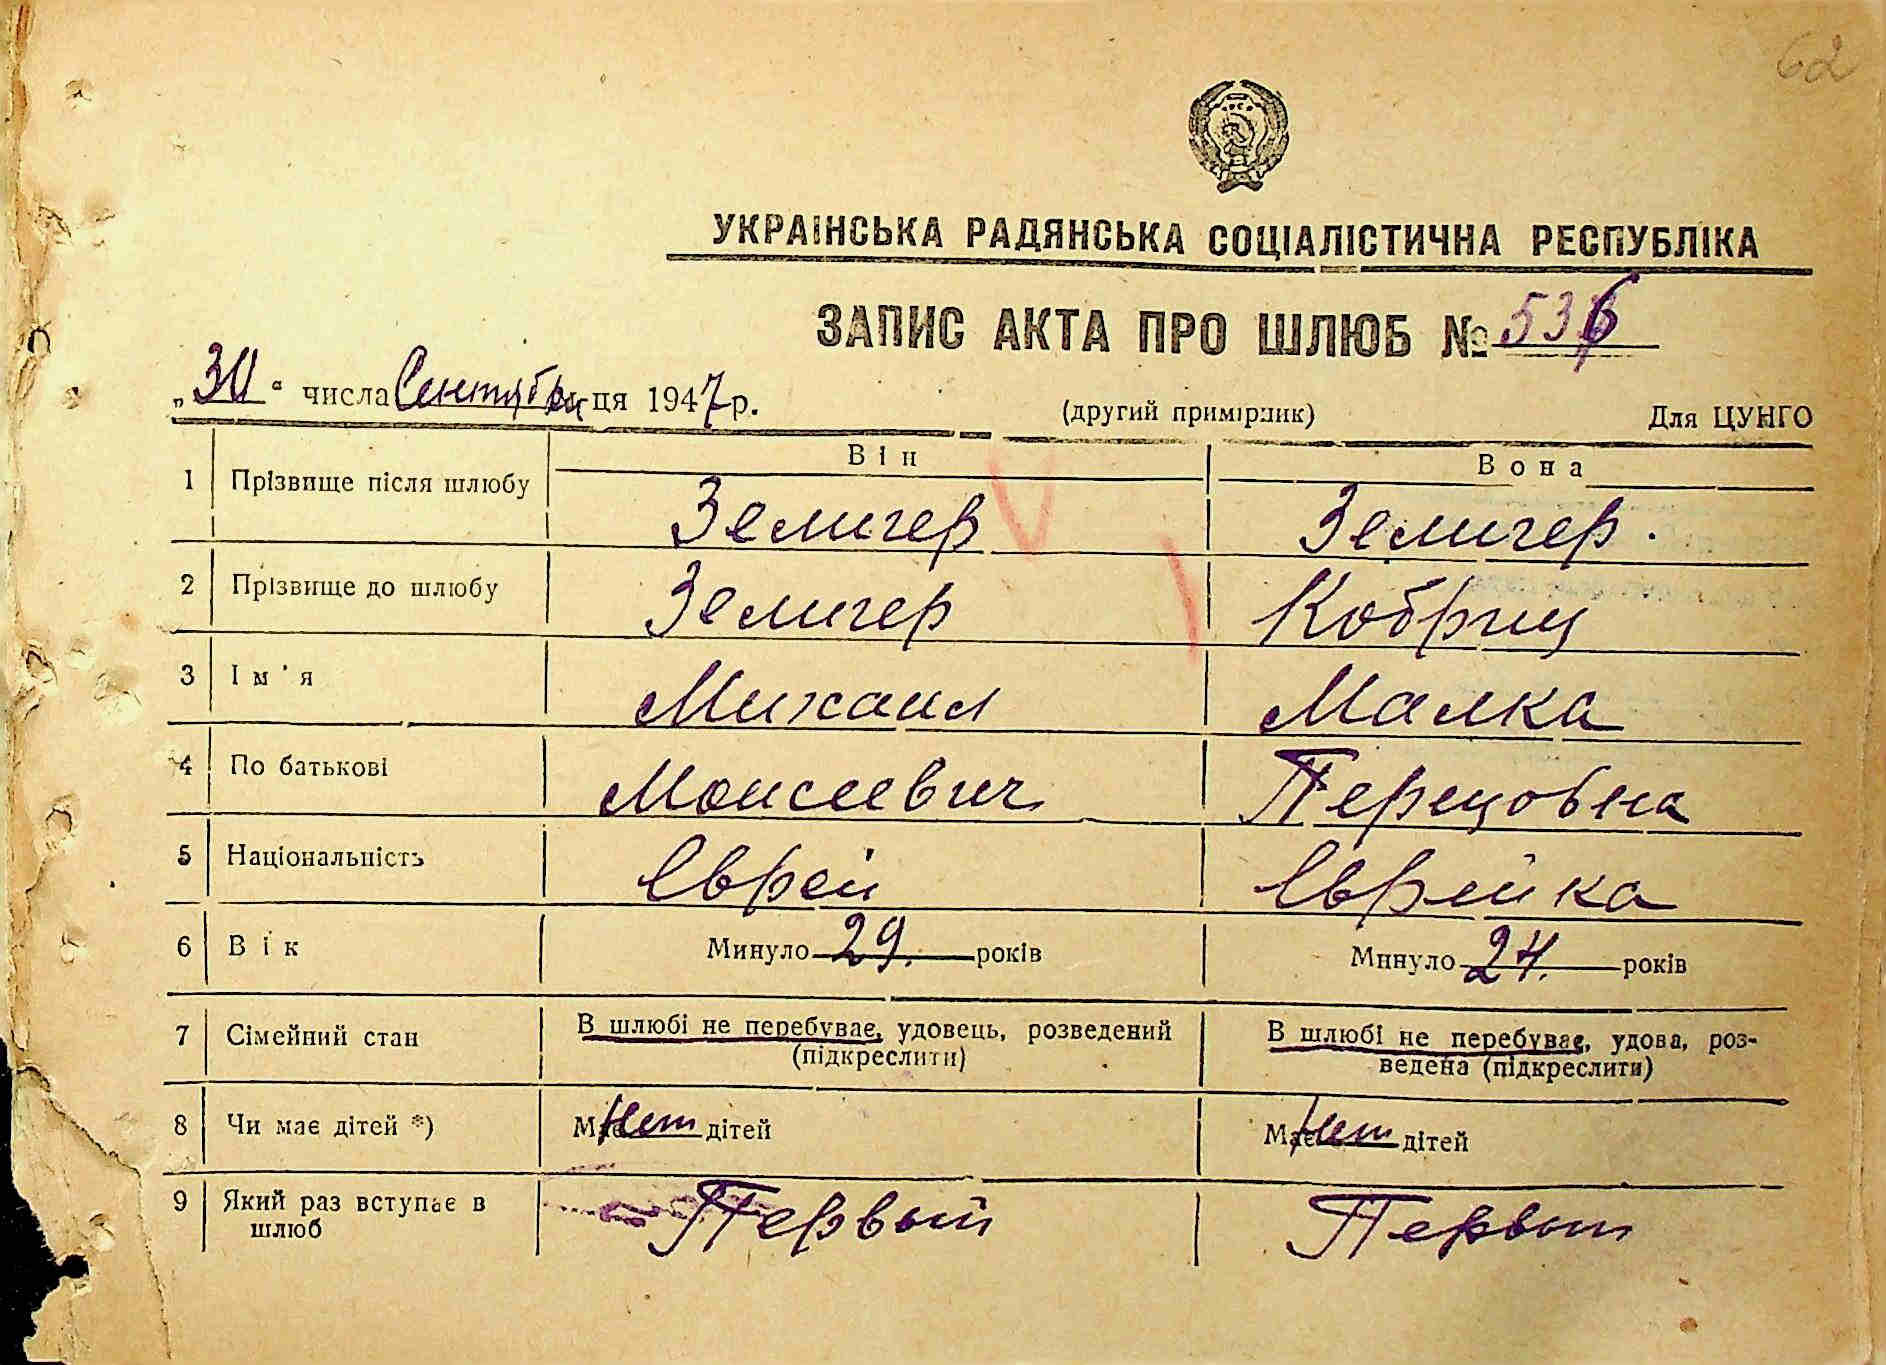 62
УКРАЇНСЬКА РАДЯНСЬКА СОЦІАЛІСТИЧНА РЕСПУБЛІКА
ЗАПИС АКТА ПРО ШЛЮБ № 536
„30“ числа Сентября ця 1947 р. (другий примірник) Для ЦУНГО
Він Вона
1 Прізвище після шлюбу Земигер Земигер.
2 Прізвище до шлюбу Земигер Кобриц
3 Ім'я Михаил Малка
4 По батькові Моисеевич Перецовна
5 Національність Еврей Еврейка
6 Вік Минуло 29. років Минуло 24. років
7 Сімейний стан В шлюбі не перебуває, удовець, розведений В шлюбі не перебуває, удова, роз-
(підкреслити) ведена (підкреслити)
8 Чи має дітей *) Має Нет дітей Має Нет дітей
9 Який раз вступає в Первый Первый
шлюб